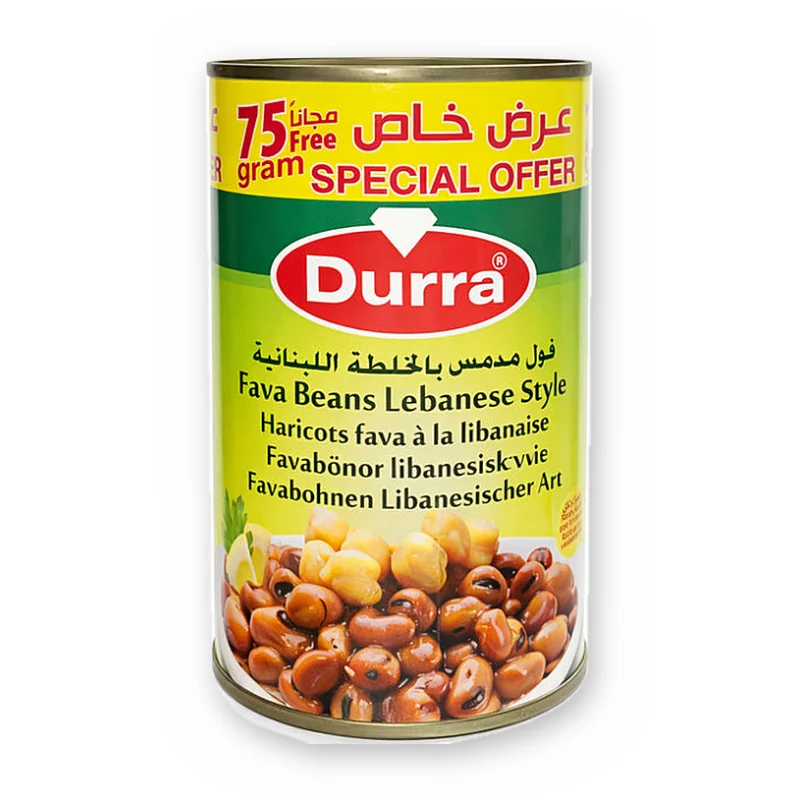 75 مجاناً عرض خاص
Free
gram SPECIAL OFFER
Durra®
فول مدمس بالخلطة اللبنانية
Fava Beans Lebanese Style
Haricots fava à la libanaise
Favabönor libanesisk-vvie
Favabohnen Libanesischer Art